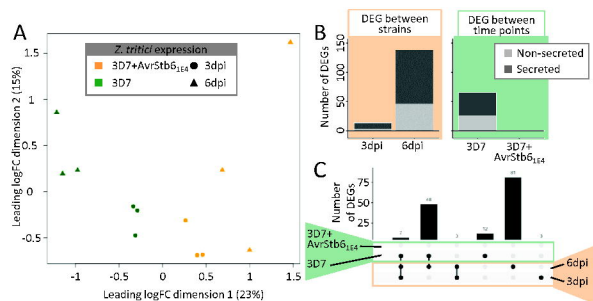 A
Z. tritici expression
3D7+AvrStb6 1E4
3dpi
3D7
6dpi
Leading logFC dimension 2 (15%)
1.5
1
0.5
0
-0.5
-1
-0.5
0
0.5
1
1.5
Leading logFC dimension 1 (23%)
B
DEG between
strains
DEG between
time points
Number of DEGs
150
100
50
0
Non-secreted
Secreted
3dpi
6dpi
3D7
3D7+
AvrStb6 1E4
C
Number
of DEGs
3D7+
AvrStb6 1E4
3D7
6dpi
3dpi